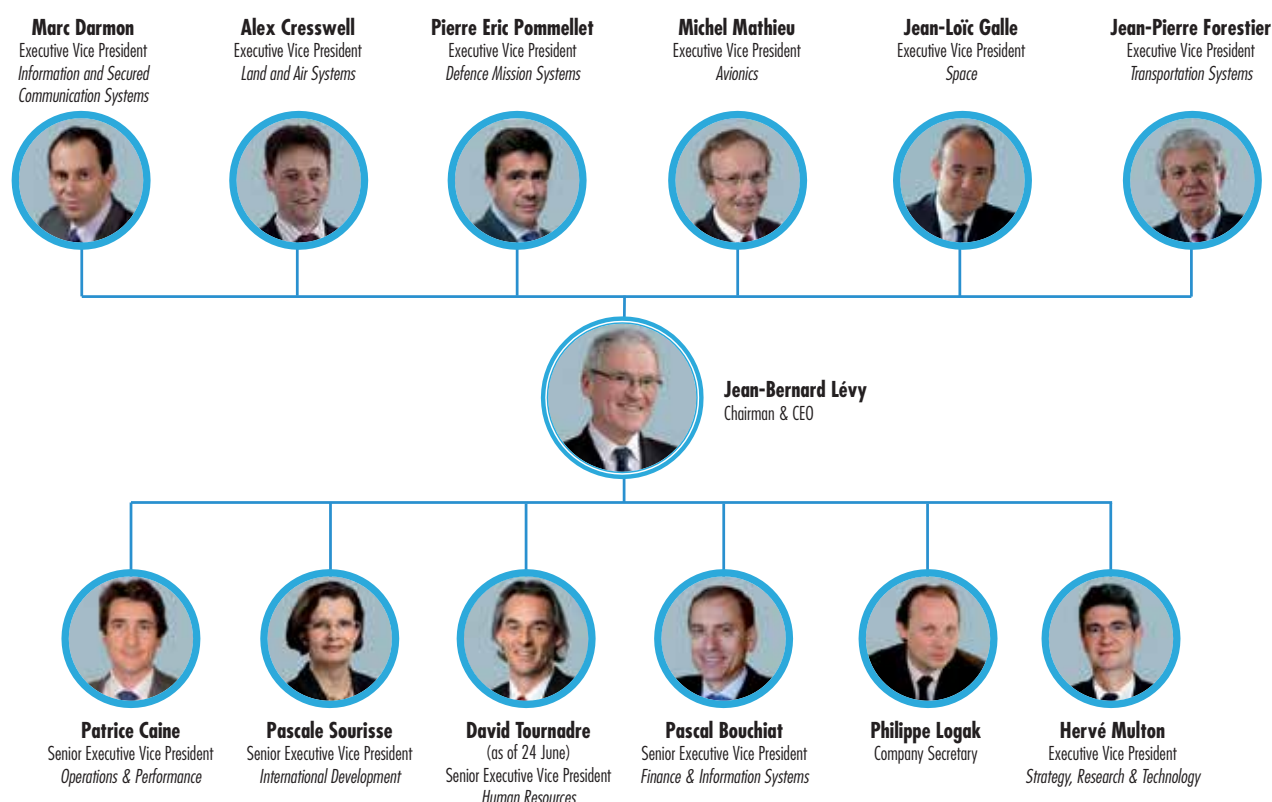 Marc Darmon
Executive Vice President
Information and Secured
Communication Systems
Alex Cresswell
Executive Vice President
Land and Air Systems
Pierre Eric Pommellet
Executive Vice President
Defence Mission Systems
Michel Mathieu
Executive Vice President
Avionics
Jean-Loïc Galle
Executive Vice President
Space
Jean-Pierre Forestier
Executive Vice President
Transportation Systems
Jean-Bernard Lévy
Chairman & CEO
Patrice Caine
Senior Executive Vice President
Operations & Performance
Pascale Sourisse
Senior Executive Vice President
International Development
David Tournadre
(as of 24 June)
Senior Executive Vice President
Human Resources
Pascal Bouchiat
Senior Executive Vice President
Finance & Information Systems
Philippe Logak
Company Secretary
Hervé Multon
Executive Vice President
Strategy, Research & Technology